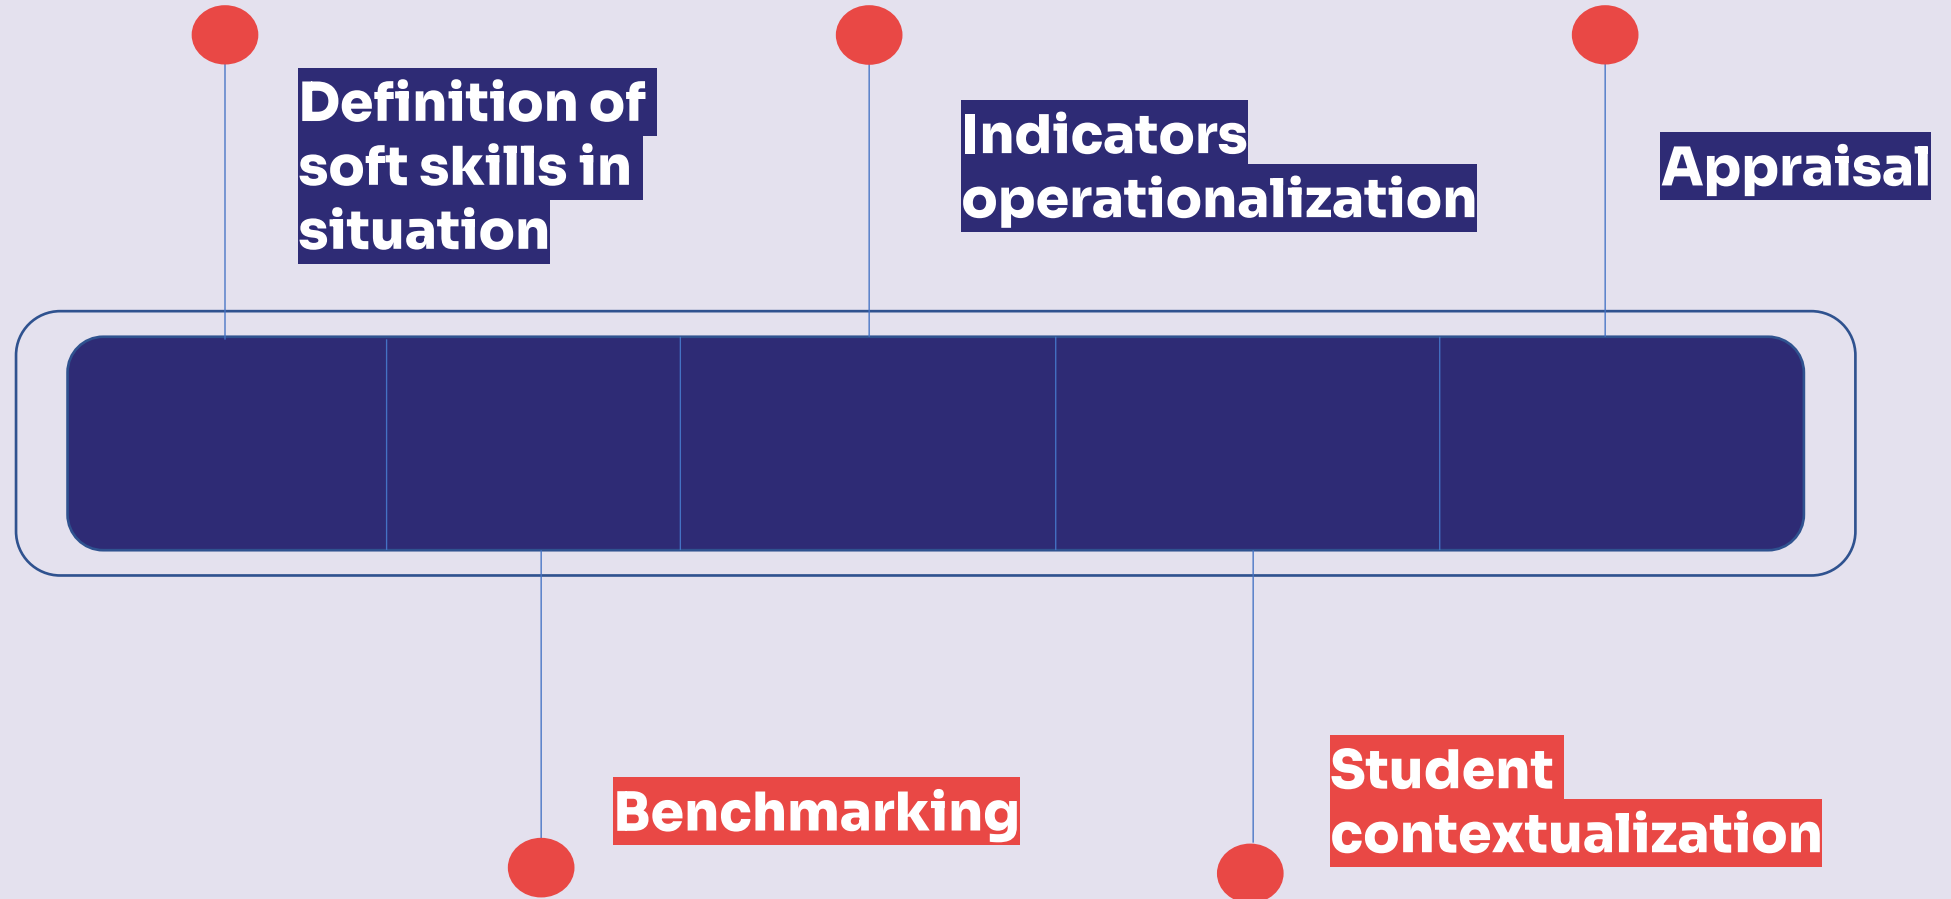 Definition of
soft skills in
situation
Indicators
operationalization
Appraisal
Benchmarking
Student
contextualization